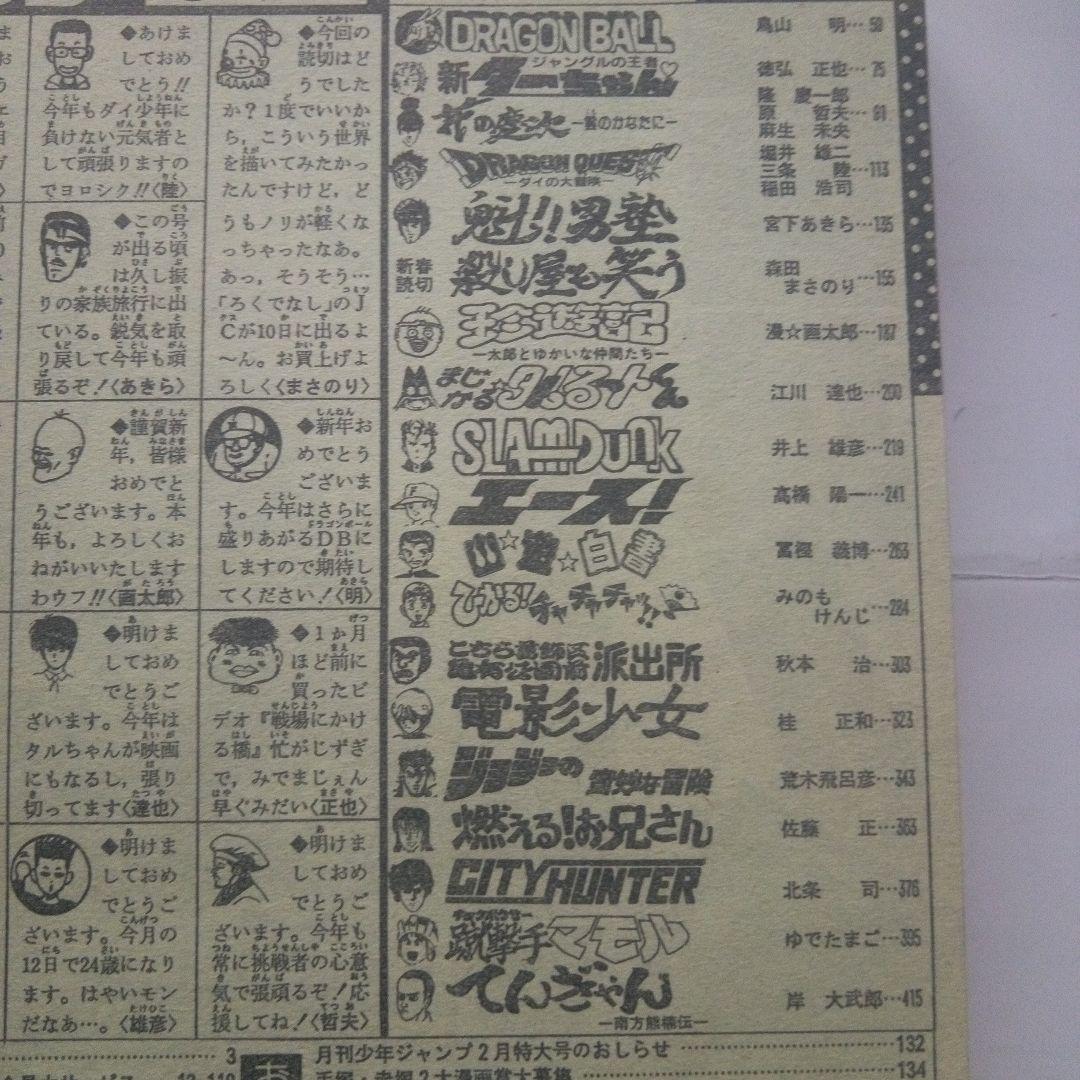 DRAGON BALL
鳥山 明…59
ジャングルの王者
新ターちゃん♡
徳弘 正也…75
花の慶次
―雲のかなたに―
隆 慶一郎
原 哲夫…91
麻生 未央
DRAGON QUEST
―ダイの大冒険―
堀井 雄二
三条 陸…113
稲田 浩司
魁!!男塾
宮下あきら…135
新春
読切
殺し屋も笑う
森田
まさのり…155
珍遊記
―太郎とゆかいな仲間たち―
漫☆画太郎…187
まじかる☆タルるートくん
江川 達也…200
SLAM DUNK
井上 雄彦…219
エース!
高橋 陽一…241
幽☆遊☆白書
冨樫 義博…263
ひかる!チャチャチャッ!!
みのも
けんじ…284
こちら葛飾区
亀有公園前派出所
秋本 治…303
電影少女
桂 正和…323
ジョジョの
奇妙な冒険
荒木飛呂彦…343
燃える!お兄さん
佐藤 正…363
CITY HUNTER
北条 司…376
キックボクサー
蹴撃手マモル
ゆでたまご…395
てんぎゃん
―南方熊楠伝―
岸 大武郎…415
◆今回の
読切はど
うでした
か?1度でいいか
ら,こういう世界
を描いてみたかっ
たんですけど,ど
うもノリが軽くな
っちゃったなあ。
あっ,そうそう…
「ろくでなし」のJ
Cが10日に出るよ
~ん。お買上げよ
ろしく〈まさのり〉
◆新年お
めでとう
ございま
す。今年はさらに
盛りあがるDBに
しますので期待し
てください!〈明〉
◆1か月
ほど前に
買ったビ
デオ『戦場にかけ
る橋』忙がしすぎ
で,みてまじぇん
早ぐみだい〈正也〉
◆明けま
しておめ
でとうご
ざいます。今年も
常に挑戦者の心意
気で張頑るぞ!応
援してね!〈哲夫〉
◆あけま
しておめ
でとう!!
今年もダイ少年に
負けない元気者と
して頑張りますの
でヨロシク!!〈陸〉
◆この号
が出る頃
は久し振
りの家族旅行に出
ている。鋭気を取
り戻して今年も頑
張るぞ!〈あきら〉
◆謹賀新
年,皆様
おめでと
うございます。本
年も,よろしくお
ねがいいたします
わウフ!!〈画太郎〉
◆明けま
しておめ
でとうご
ざいます。今年は
タルちゃんが映画
にもなるし,張り
切ってます〈達也〉
◆明けま
しておめ
でとうご
ざいます。今月の
12日で24歳になり
ます。はやいモン
だなあ…。〈雄彦〉
3
月刊少年ジャンプ2月特大号のおしらせ…132
134